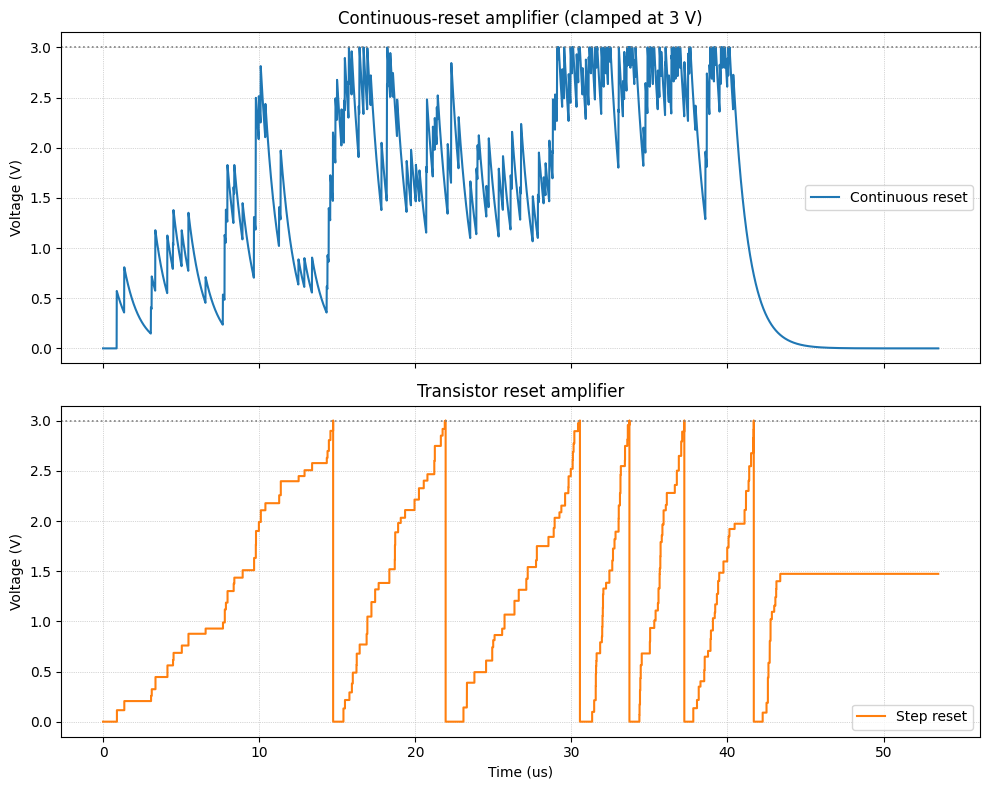 Continuous-reset amplifier (clamped at 3 V)
3.0
2.5
2.0
1.5
1.0
0.5
0.0
Voltage (V)
Continuous reset
Transistor reset amplifier
3.0
2.5
2.0
1.5
1.0
0.5
0.0
Voltage (V)
Step reset
0 10 20 30 40 50
Time (us)